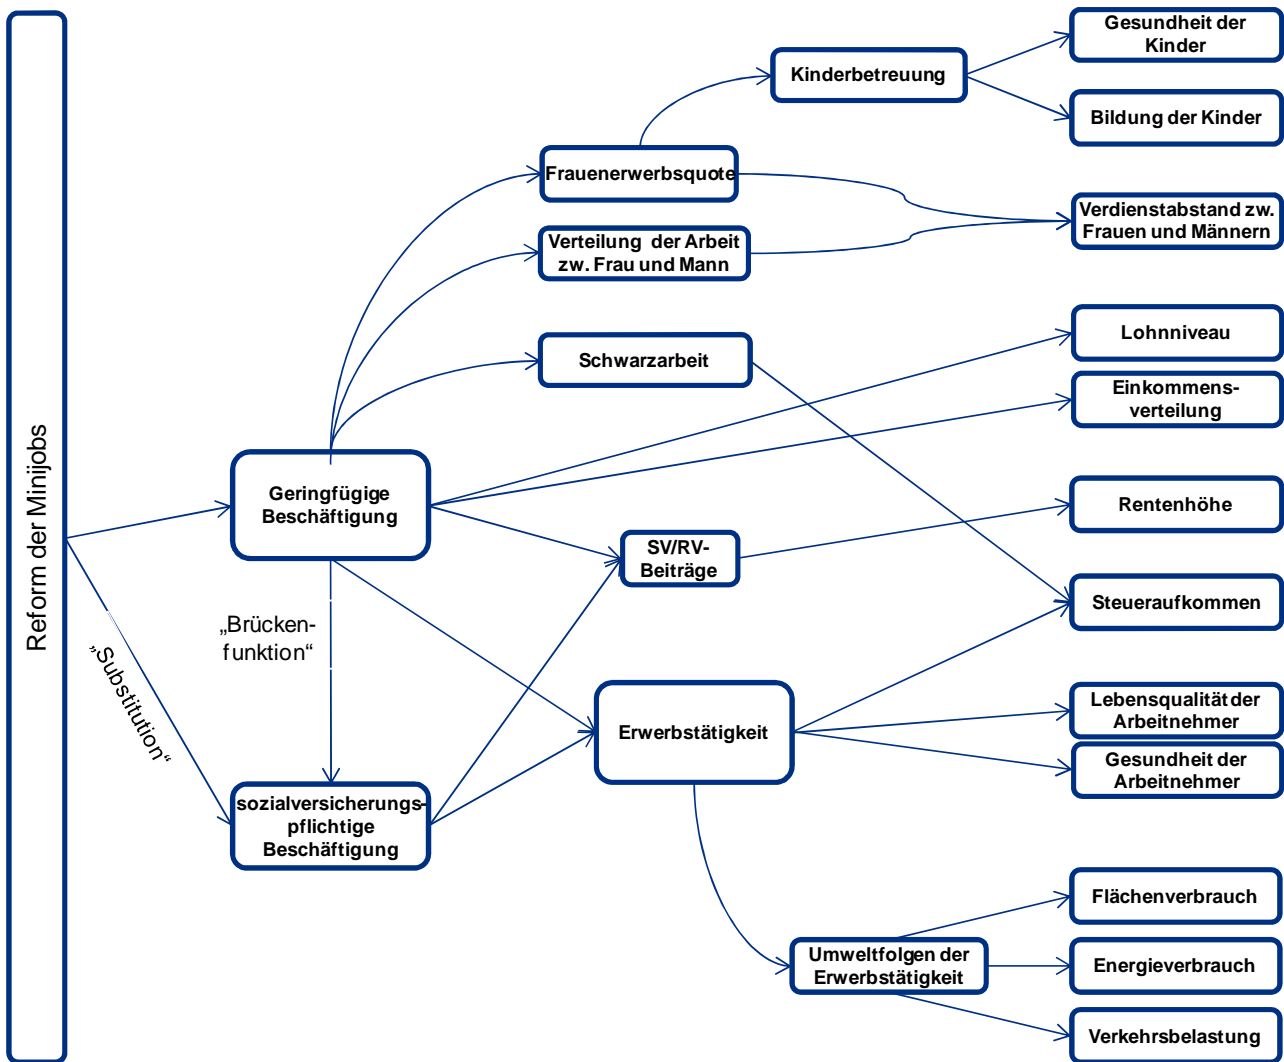 Reform der Minijobs
Gesundheit der
Kinder
Kinderbetreuung
Bildung der Kinder
Frauenerwerbsquote
Verdienstabstand zw.
Frauen und Männern
Verteilung der Arbeit
zw. Frau und Mann
Lohnniveau
Schwarzarbeit
Einkommens-
verteilung
Geringfügige
Beschäftigung
Rentenhöhe
SV/RV-
Beiträge
Steueraufkommen
„Brücken-
funktion“
„Substitution“
Lebensqualität der
Arbeitnehmer
Erwerbstätigkeit
Gesundheit der
Arbeitnehmer
sozialversicherungs-
pflichtige
Beschäftigung
Flächenverbrauch
Umweltfolgen der
Erwerbstätigkeit
Energieverbrauch
Verkehrsbelastung